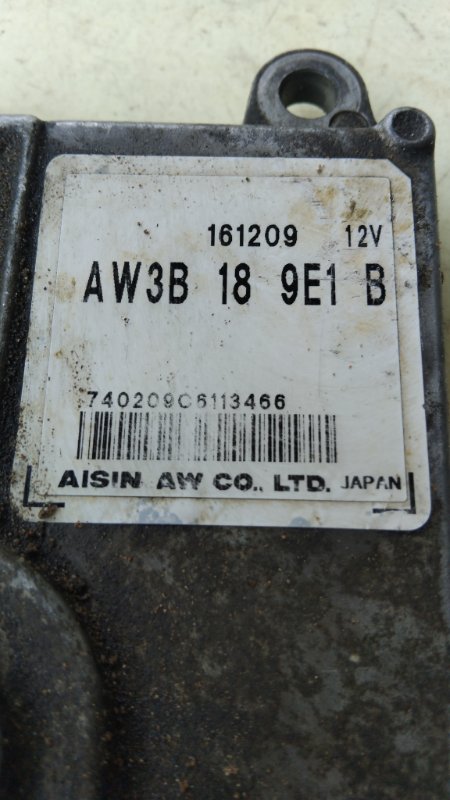 161209 12V
AW3B 18 9E1 B
740209C6113466
AISIN AW CO., LTD. JAPAN